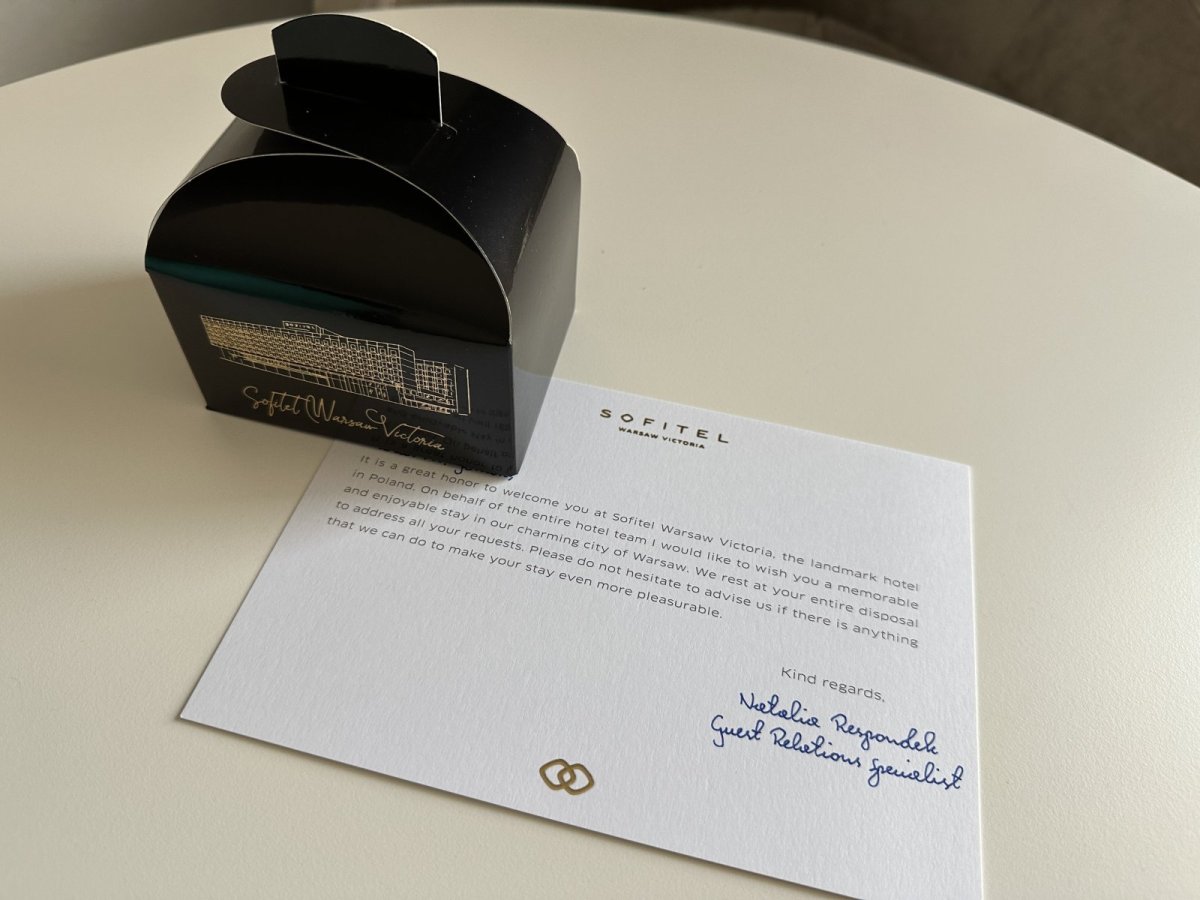 SOFITEL
Sofitel Warsaw Victoria
SOFITEL
WARSAW VICTORIA
It is a great honor to welcome you at Sofitel Warsaw Victoria, the landmark hotel
in Poland. On behalf of the entire hotel team I would like to wish you a memorable
and enjoyable stay in our charming city of Warsaw. We rest at your entire disposal
to address all your requests. Please do not hesitate to advise us if there is anything
that we can do to make your stay even more pleasurable.
Kind regards,
Natalia Respondek
Guest Relations Specialist